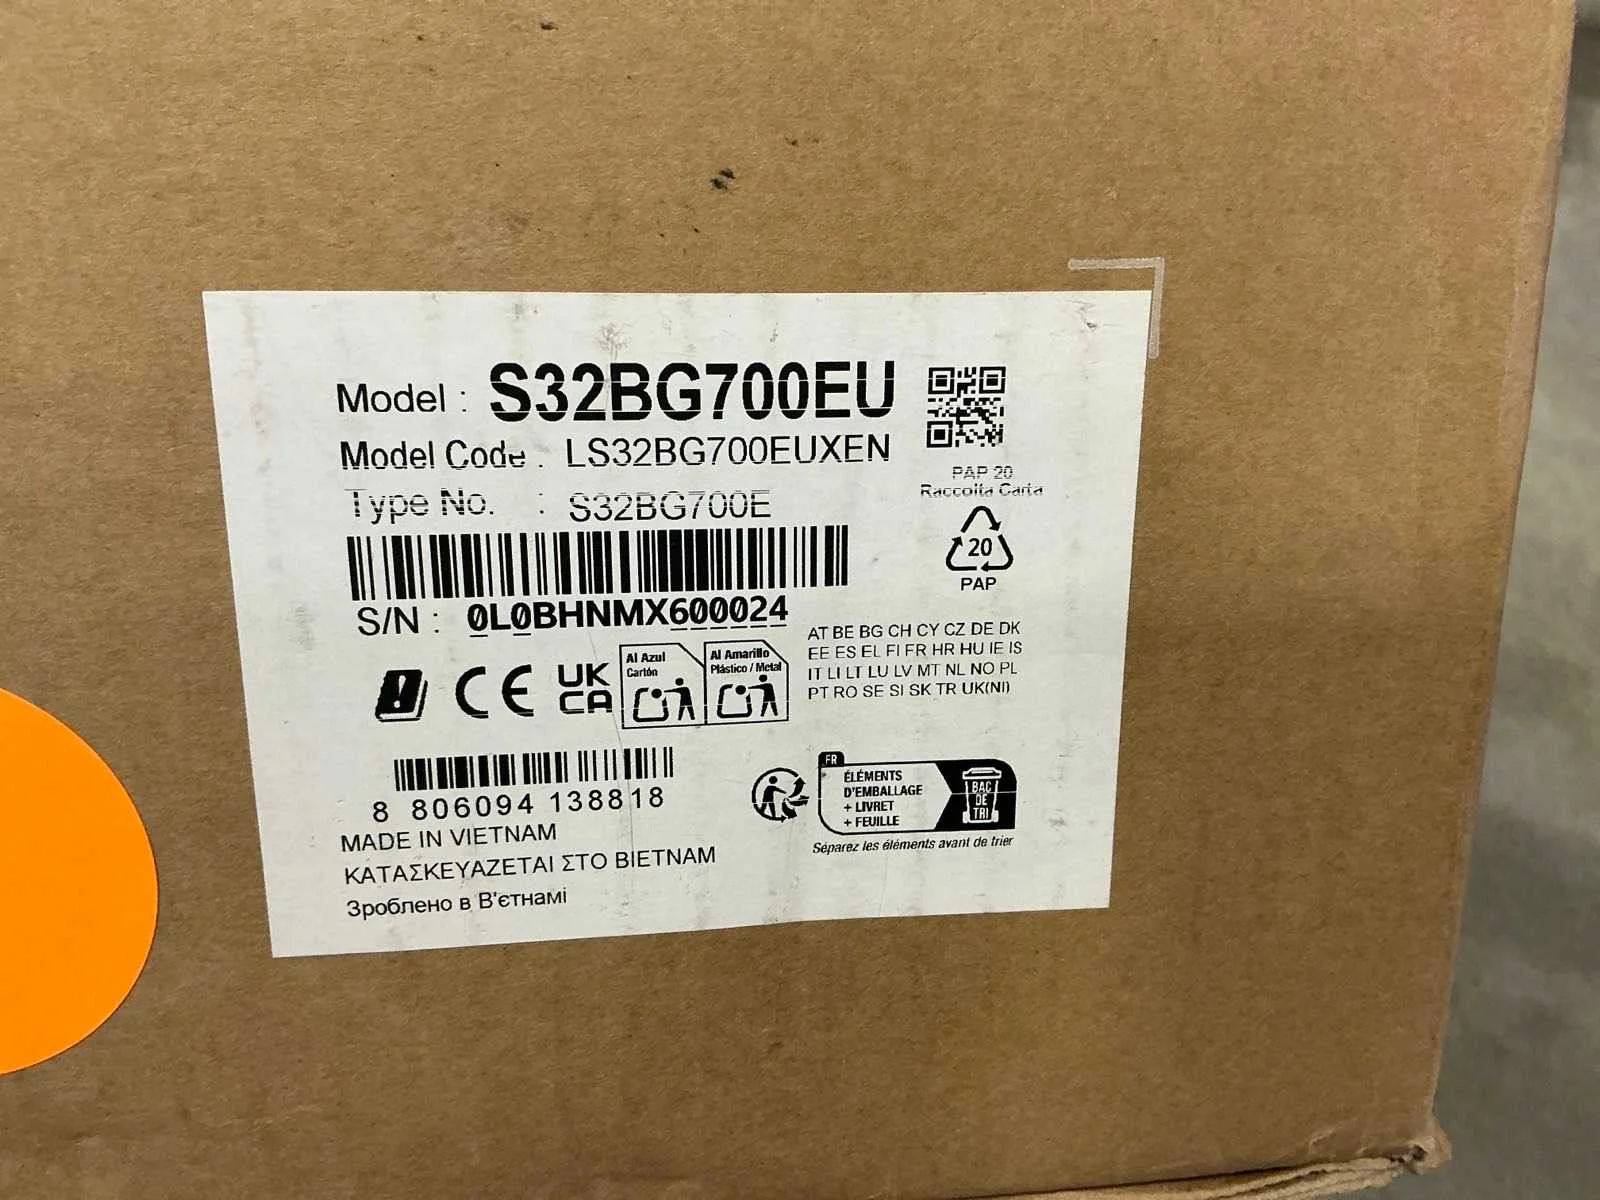 Model : S32BG700EU
Model Code : LS32BG700EUXEN
Type No. : S32BG700E
PAP 20
Raccolta Carta
20
PAP
S/N : 0L0BHNMX600024
AT BE BG CH CY CZ DE DK
EE ES EL FI FR HR HU IE IS
IT LI LT LU LV MT NL NO PL
PT RO SE SI SK TR UK(NI)
CE
UK
CA
Al Azul
Cartón
Al Amarillo
Plástico / Metal
8 806094 138818
MADE IN VIETNAM
ΚΑΤΑΣΚΕΥΑΖΕΤΑΙ ΣΤΟ ΒΙΕΤΝΑΜ
Зроблено в В'єтнамі
FR
ÉLÉMENTS
D'EMBALLAGE
+ LIVRET
+ FEUILLE
BAC
DE
TRI
Séparez les éléments avant de trier